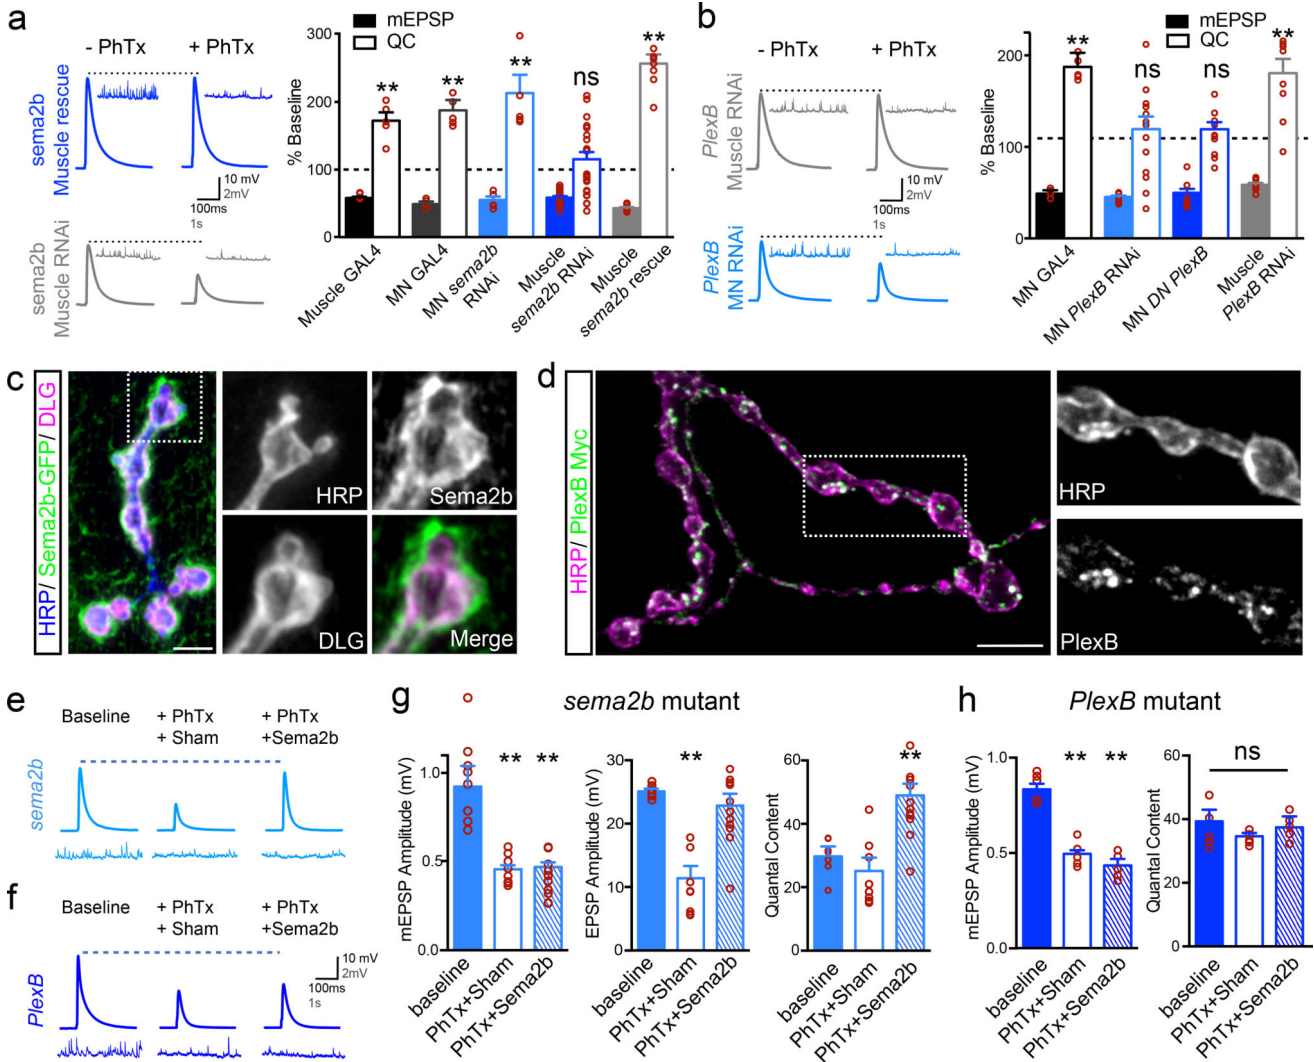 a
- PhTx
+ PhTx
sema2b
Muscle rescue
10 mV
2mV
100ms
1s
sema2b
Muscle RNAi
mEPSP
QC
% Baseline
300
200
100
0
**
**
**
ns
**
Muscle GAL4
MN GAL4
MN sema2b
RNAi
Muscle
sema2b RNAi
Muscle
sema2b rescue
b
- PhTx
+ PhTx
PlexB
Muscle RNAi
10 mV
2mV
100ms
1s
PlexB
MN RNAi
mEPSP
QC
% Baseline
200
100
0
**
ns
ns
**
MN GAL4
MN PlexB RNAi
MN DN PlexB
Muscle
PlexB RNAi
c
HRP/ Sema2b-GFP/ DLG
HRP
Sema2b
DLG
Merge
d
HRP/ PlexB Myc
HRP
PlexB
e
Baseline
+ PhTx
+ Sham
+ PhTx
+Sema2b
sema2b
f
Baseline
+ PhTx
+ Sham
+ PhTx
+Sema2b
PlexB
10 mV
2mV
100ms
1s
g
sema2b mutant
mEPSP Amplitude (mV)
1.0
0.5
0.0
**
**
baseline
PhTx+Sham
PhTx+Sema2b
EPSP Amplitude (mV)
30
20
10
0
**
baseline
PhTx+Sham
PhTx+Sema2b
Quantal Content
60
40
20
0
**
baseline
PhTx+Sham
PhTx+Sema2b
h
PlexB mutant
mEPSP Amplitude (mV)
1.0
0.5
0.0
**
**
baseline
PhTx+Sham
PhTx+Sema2b
Quantal Content
60
40
20
0
ns
baseline
PhTx+Sham
PhTx+Sema2b